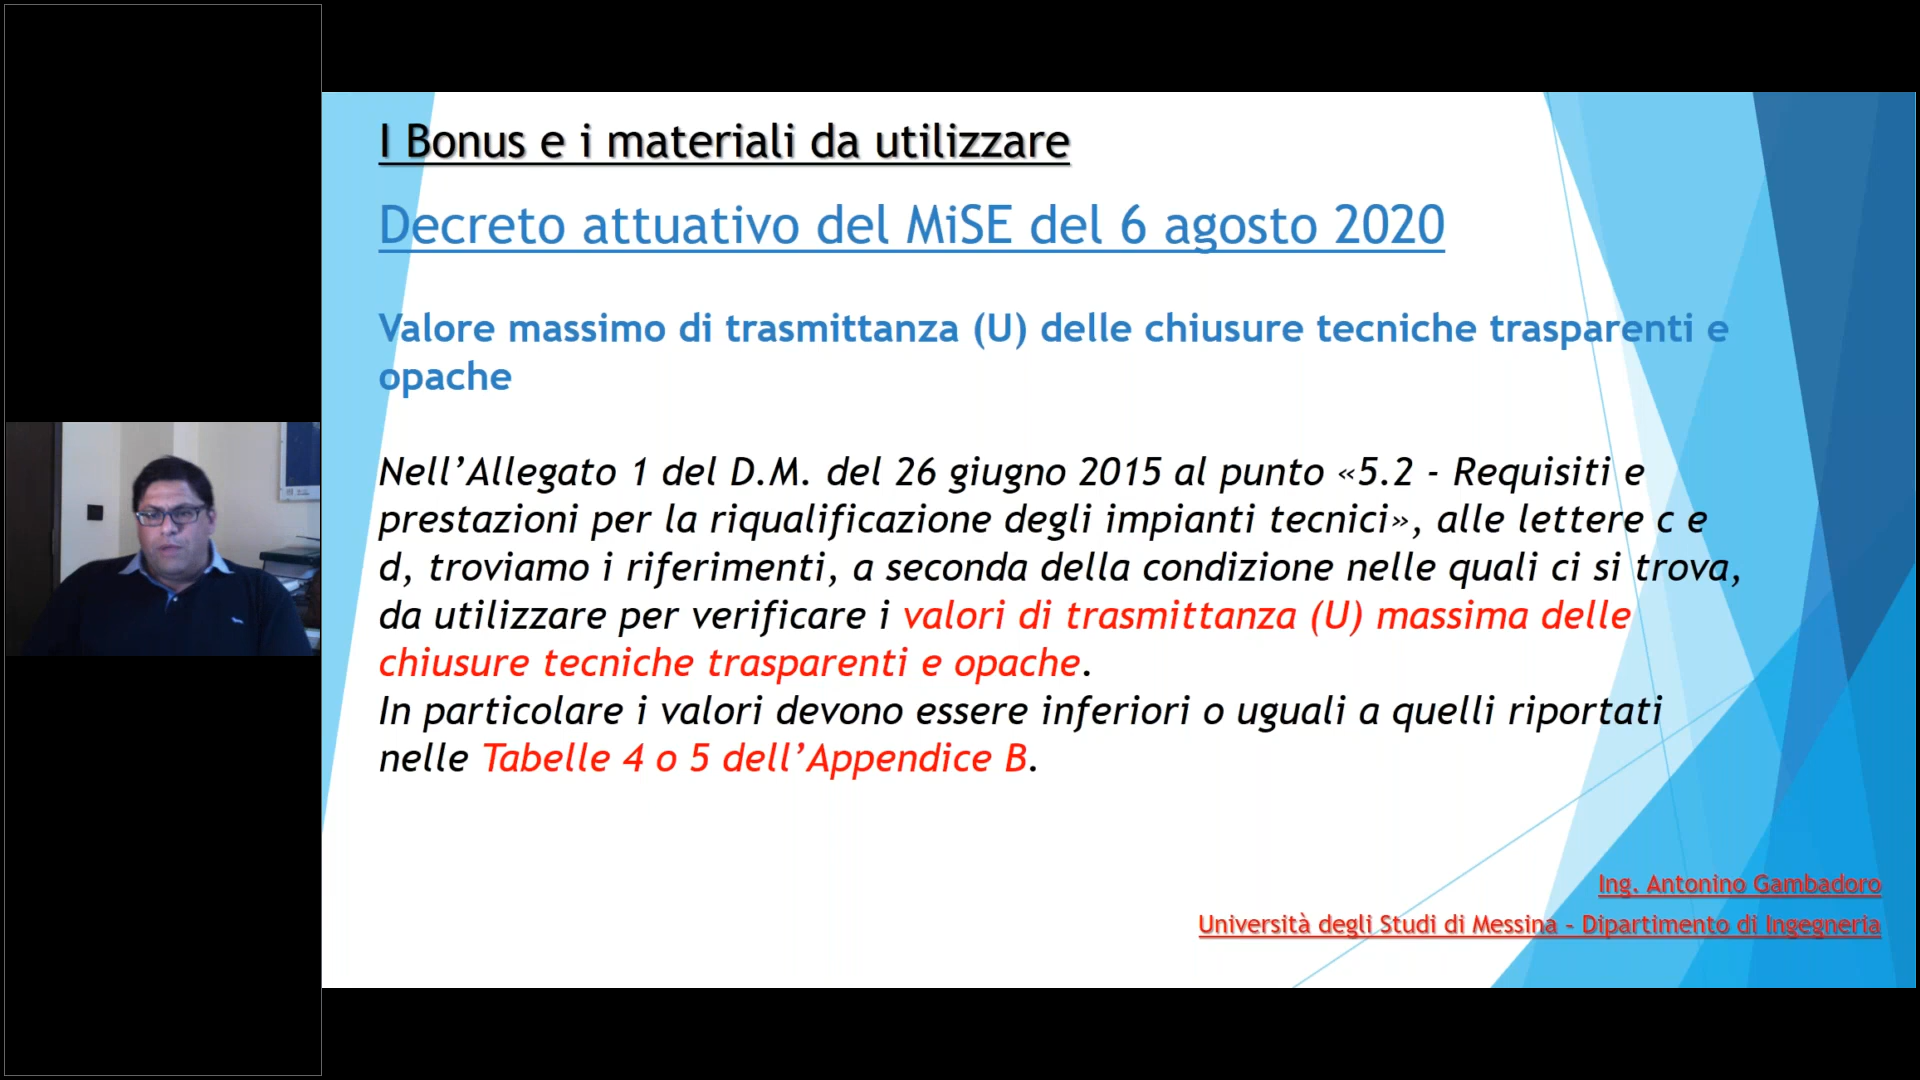 I Bonus e i materiali da utilizzare
Decreto attuativo del MiSE del 6 agosto 2020
Valore massimo di trasmittanza (U) delle chiusure tecniche trasparenti e
opache
Nell’Allegato 1 del D.M. del 26 giugno 2015 al punto «5.2 - Requisiti e
prestazioni per la riqualificazione degli impianti tecnici», alle lettere c e
d, troviamo i riferimenti, a seconda della condizione nelle quali ci si trova,
da utilizzare per verificare i valori di trasmittanza (U) massima delle
chiusure tecniche trasparenti e opache.
In particolare i valori devono essere inferiori o uguali a quelli riportati
nelle Tabelle 4 o 5 dell’Appendice B.
Ing. Antonino Gambadoro
Università degli Studi di Messina - Dipartimento di Ingegneria